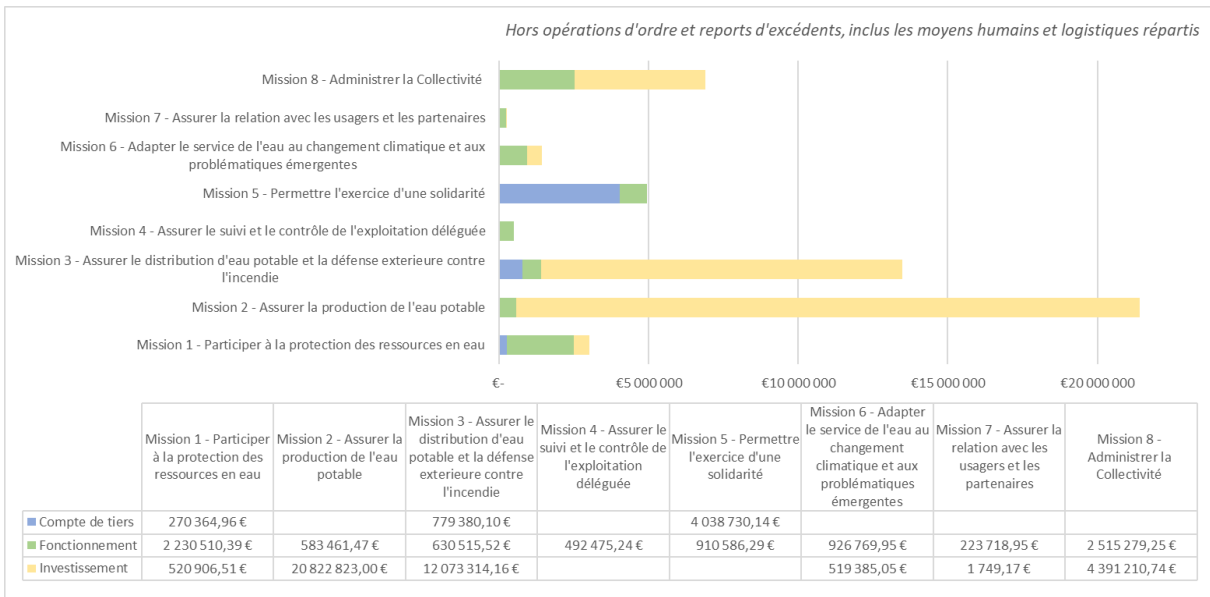 Hors opérations d'ordre et reports d'excédents, inclus les moyens humains et logistiques répartis
Mission 8 - Administrer la Collectivité
Mission 7 - Assurer la relation avec les usagers et les partenaires
Mission 6 - Adapter le service de l'eau au changement climatique et aux
problématiques émergentes
Mission 5 - Permettre l'exercice d'une solidarité
Mission 4 - Assurer le suivi et le contrôle de l'exploitation déléguée
Mission 3 - Assurer le distribution d'eau potable et la défense exterieure contre
l'incendie
Mission 2 - Assurer la production de l'eau potable
Mission 1 - Participer à la protection des ressources en eau
€- €5 000 000 €10 000 000 €15 000 000 €20 000 000
Mission 1 - Participer
à la protection des
ressources en eau
Mission 2 - Assurer la
production de l'eau
potable
Mission 3 - Assurer le
distribution d'eau
potable et la défense
exterieure contre
l'incendie
Mission 4 - Assurer le
suivi et le contrôle de
l'exploitation
déléguée
Mission 5 - Permettre
l'exercice d'une
solidarité
Mission 6 - Adapter
le service de l'eau au
changement
climatique et aux
problématiques
émergentes
Mission 7 - Assurer la
relation avec les
usagers et les
partenaires
Mission 8 -
Administrer la
Collectivité
Compte de tiers 270 364,96 € 779 380,10 € 4 038 730,14 €
Fonctionnement 2 230 510,39 € 583 461,47 € 630 515,52 € 492 475,24 € 910 586,29 € 926 769,95 € 223 718,95 € 2 515 279,25 €
Investissement 520 906,51 € 20 822 823,00 € 12 073 314,16 € 519 385,05 € 1 749,17 € 4 391 210,74 €